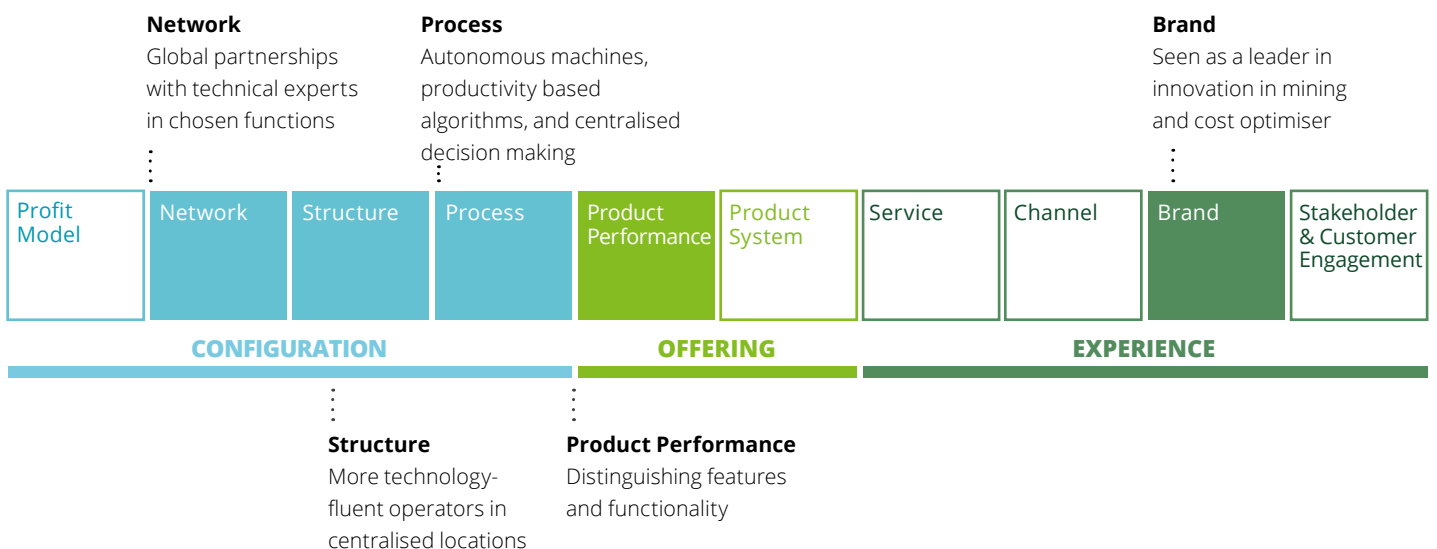 Network
Global partnerships
with technical experts
in chosen functions
Process
Autonomous machines,
productivity based
algorithms, and centralised
decision making
Brand
Seen as a leader in
innovation in mining
and cost optimiser
Profit
Model
Network
Structure
Process
Product
Performance
Product
System
Service
Channel
Brand
Stakeholder
& Customer
Engagement
CONFIGURATION
OFFERING
EXPERIENCE
Structure
More technology-
fluent operators in
centralised locations
Product Performance
Distinguishing features
and functionality